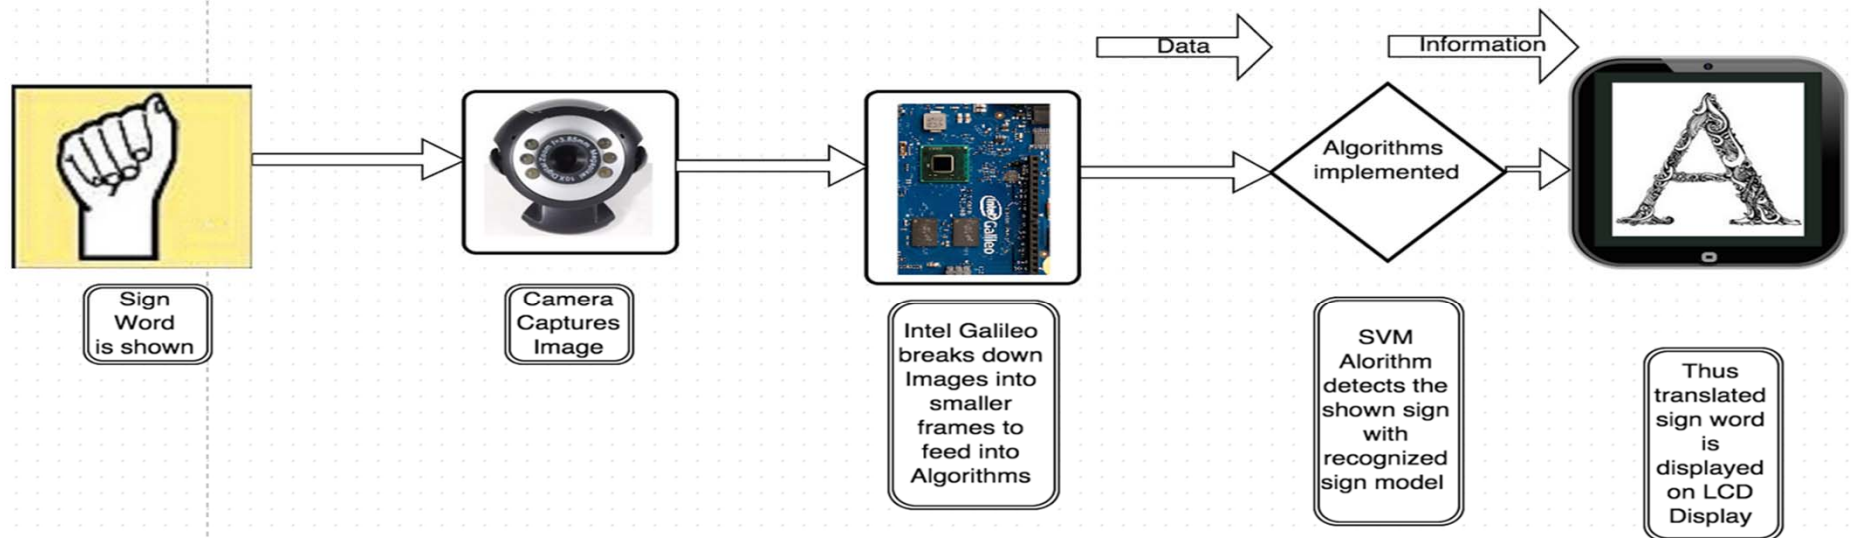 Data
Information
Algorithms
implemented
A
intel Galileo
Sign
Word
is shown
Camera
Captures
Image
Intel Galileo
breaks down
Images into
smaller
frames to
feed into
Algorithms
SVM
Alorithm
detects the
shown sign
with
recognized
sign model
Thus
translated
sign word
is
displayed
on LCD
Display